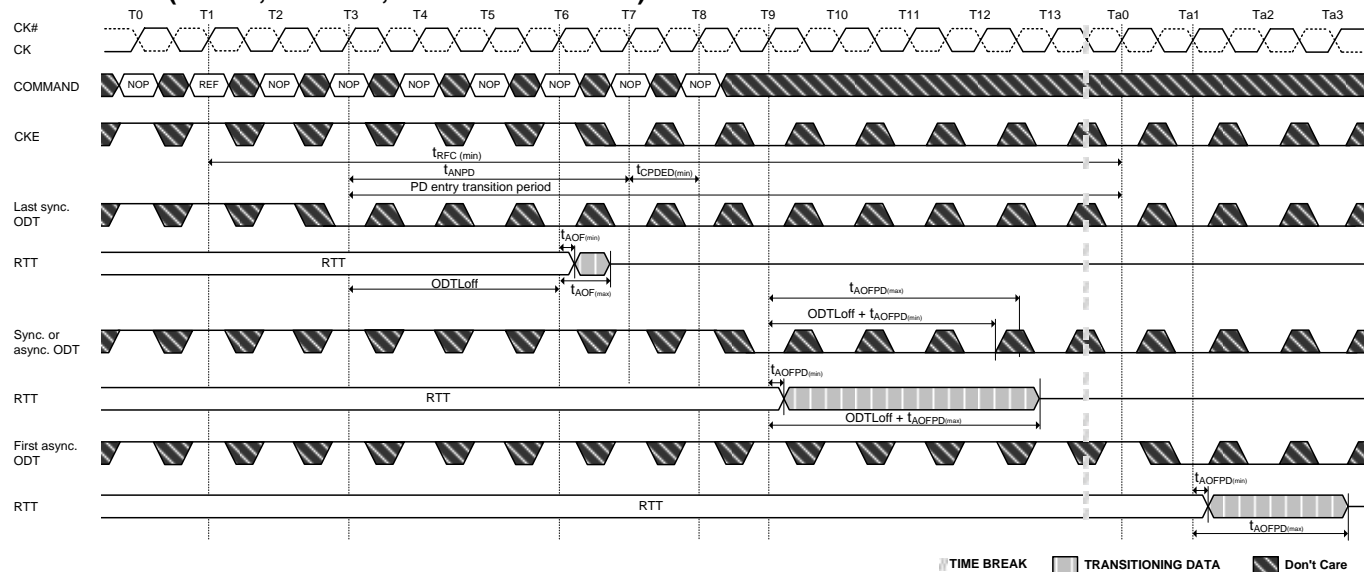 T0 T1 T2 T3 T4 T5 T6 T7 T8 T9 T10 T11 T12 T13 Ta0 Ta1 Ta2 Ta3
CK#
CK
COMMAND NOP REF NOP NOP NOP NOP NOP NOP NOP
CKE
tRFC (min)
tANPD tCPDED(min)
PD entry transition period
Last sync.
ODT
tAOF(min)
RTT RTT
ODTLoff tAOF(max)
tAOFPD(max)
ODTLoff + tAOFPD(min)
Sync. or
async. ODT
tAOFPD(min)
RTT RTT
ODTLoff + tAOFPD(max)
First async.
ODT
tAOFPD(min)
RTT RTT
tAOFPD(max)
TIME BREAK TRANSITIONING DATA Don't Care